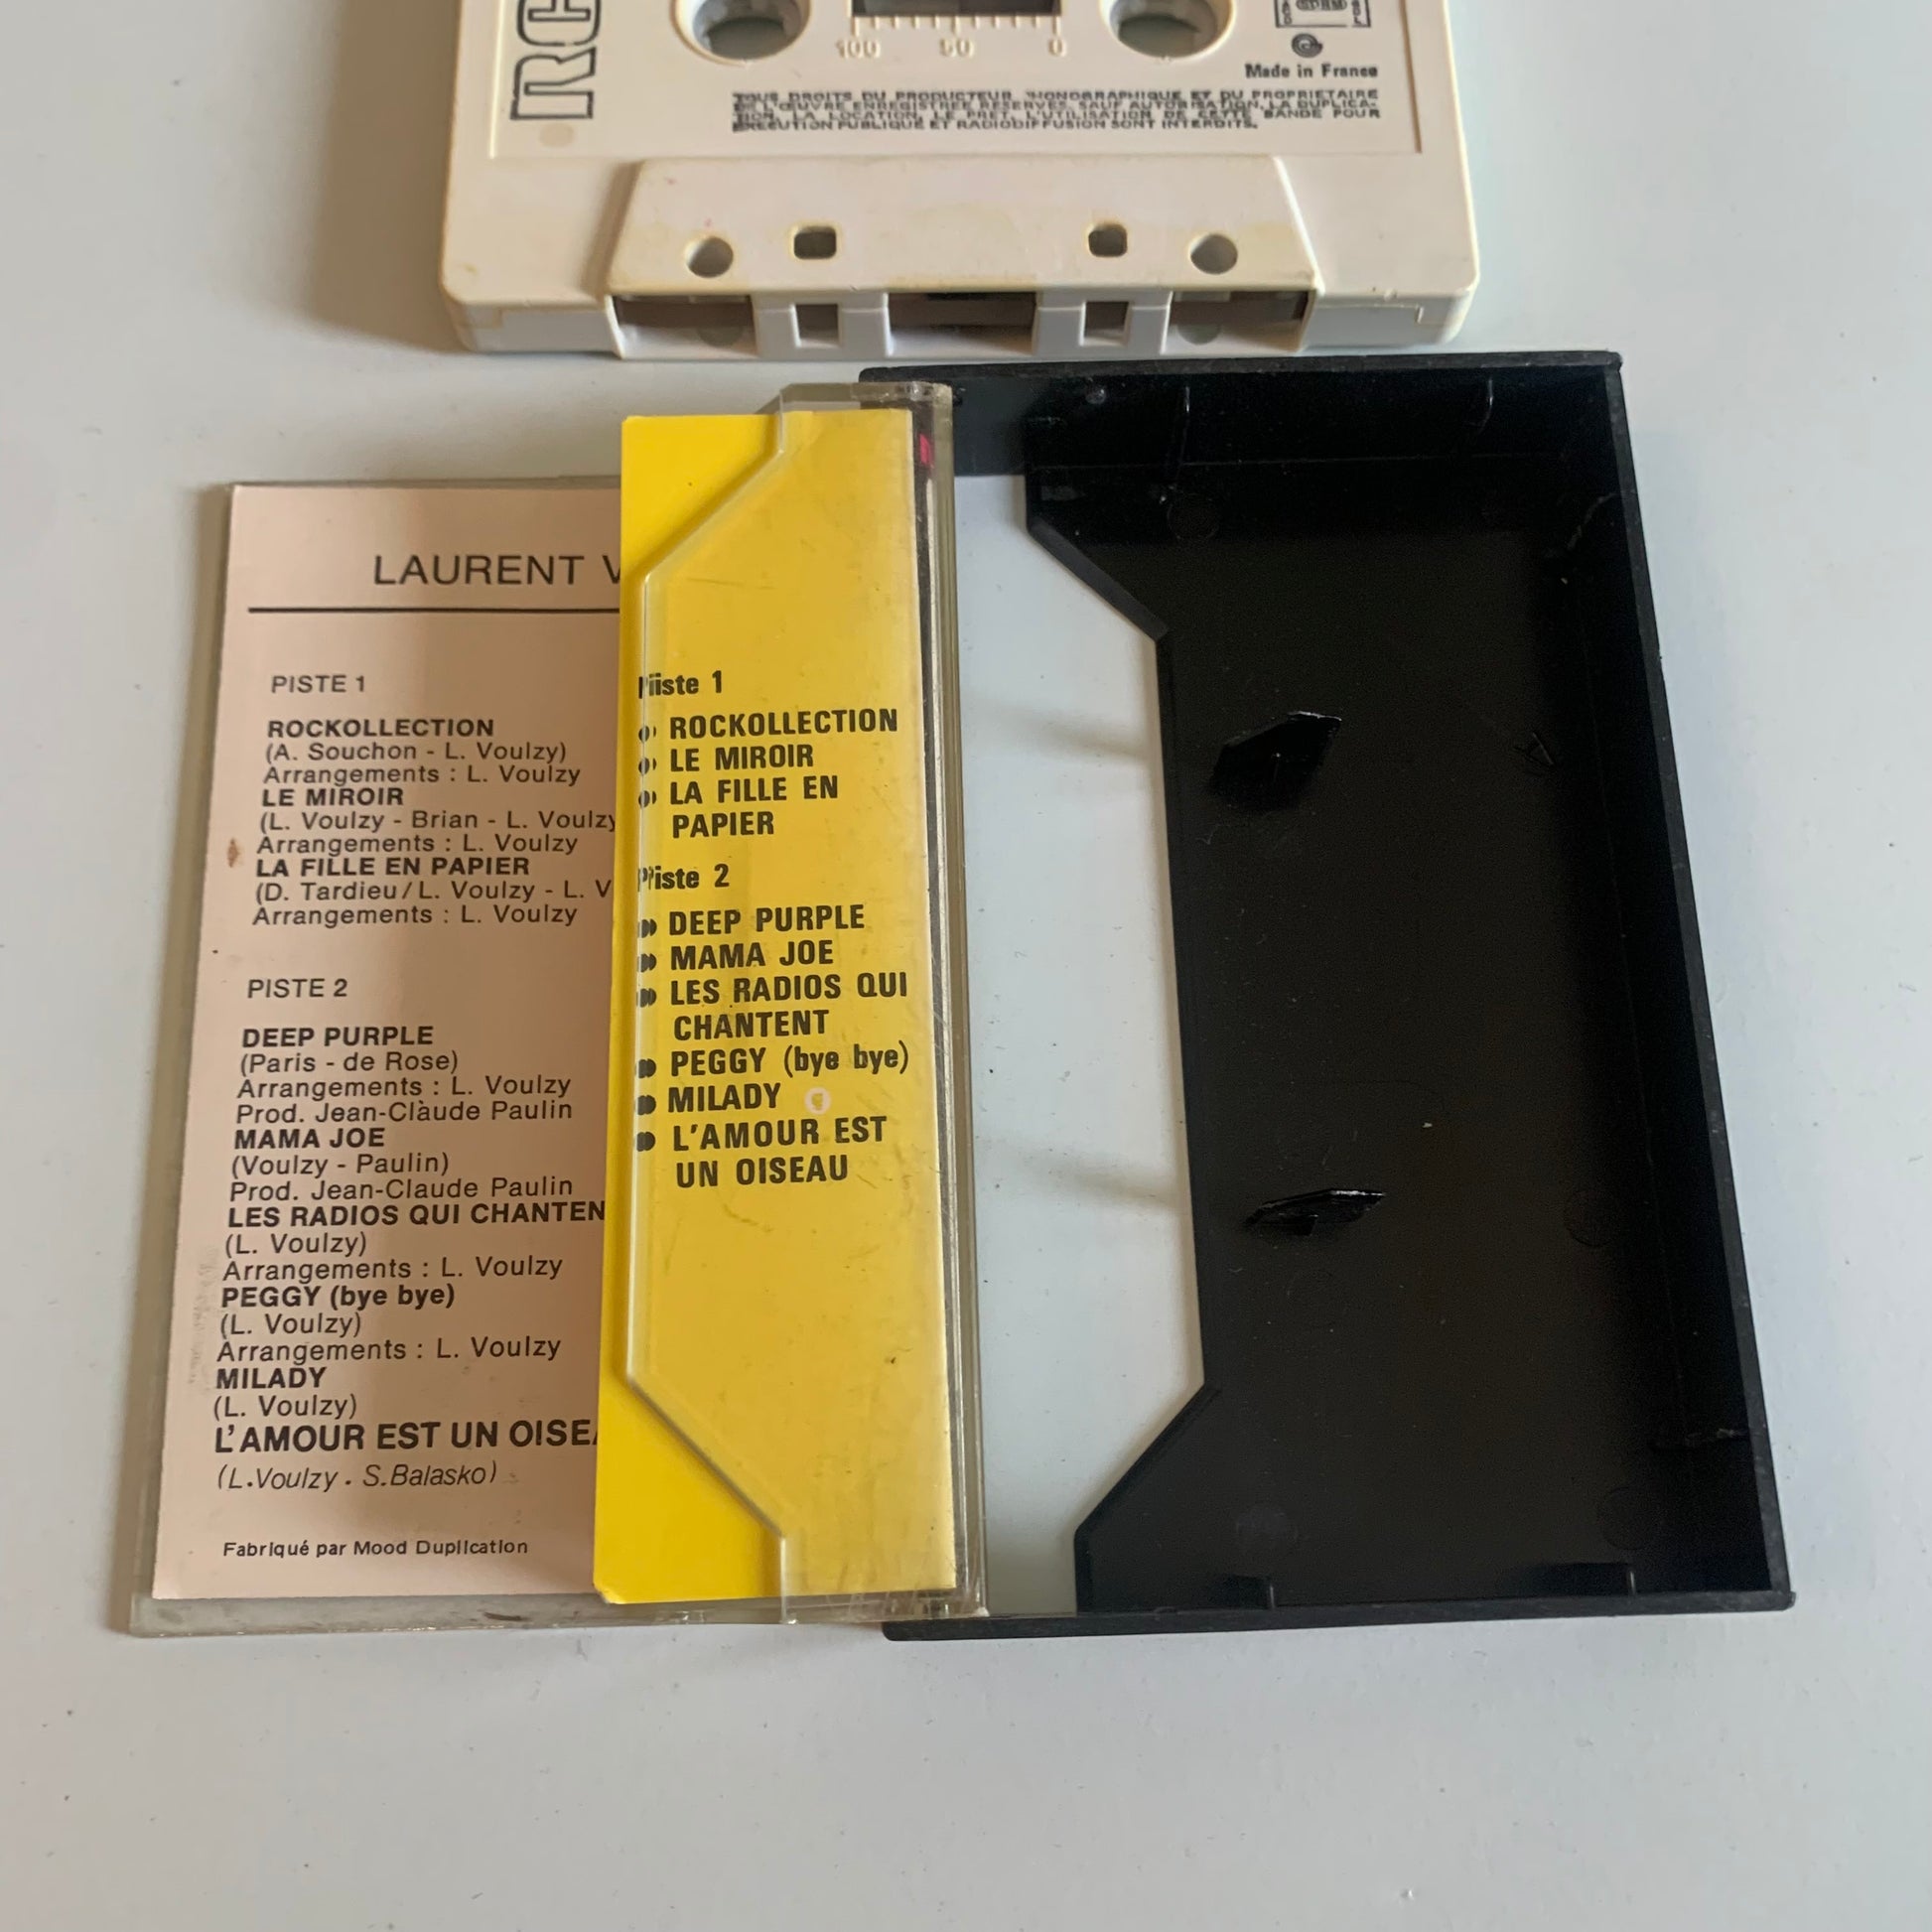 RC
100 50 0
SDRM
Made in France
TOUS DROITS DU PRODUCTEUR PHONOGRAPHIQUE ET DU PROPRIETAIRE
DE L'ŒUVRE ENREGISTREE RESERVES. SAUF AUTORISATION, LA DUPLICA-
TION, LA LOCATION, LE PRET, L'UTILISATION DE CETTE BANDE POUR
EXECUTION PUBLIQUE ET RADIODIFFUSION SONT INTERDITS.
LAURENT V
PISTE 1
ROCKOLLECTION
(A. Souchon - L. Voulzy)
Arrangements : L. Voulzy
LE MIROIR
(L. Voulzy - Brian - L. Voulzy
Arrangements : L. Voulzy
LA FILLE EN PAPIER
(D. Tardieu / L. Voulzy - L. V
Arrangements : L. Voulzy
PISTE 2
DEEP PURPLE
(Paris - de Rose)
Arrangements : L. Voulzy
Prod. Jean-Clàude Paulin
MAMA JOE
(Voulzy - Paulin)
Prod. Jean-Claude Paulin
LES RADIOS QUI CHANTEN
(L. Voulzy)
Arrangements : L. Voulzy
PEGGY (bye bye)
(L. Voulzy)
Arrangements : L. Voulzy
MILADY
(L. Voulzy)
L'AMOUR EST UN OISEA
(L.Voulzy . S.Balasko)
Fabriqué par Mood Duplication
Piste 1
ROCKOLLECTION
LE MIROIR
LA FILLE EN
PAPIER
Piste 2
DEEP PURPLE
MAMA JOE
LES RADIOS QUI
CHANTENT
PEGGY (bye bye)
MILADY
L'AMOUR EST
UN OISEAU